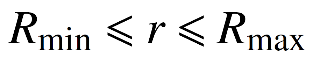 R_min ⩽ r ⩽ R_max